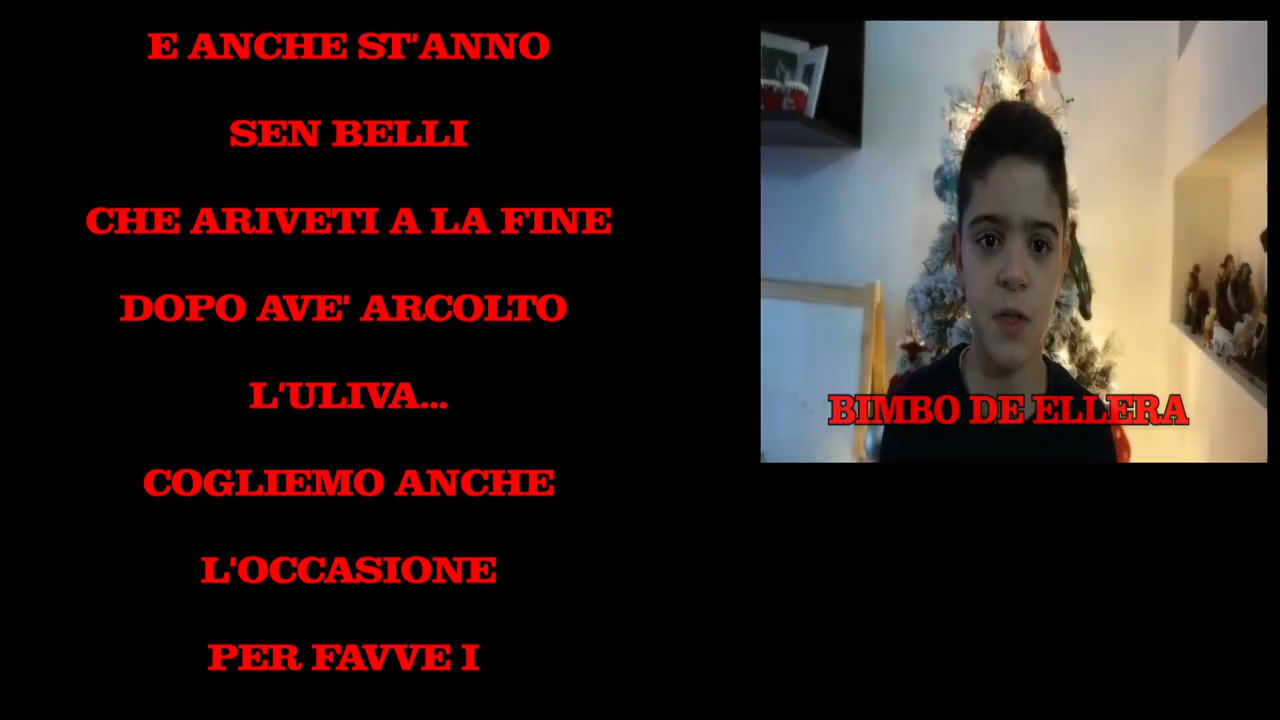 E ANCHE ST'ANNO
SEN BELLI
CHE ARIVETI A LA FINE
DOPO AVE' ARCOLTO
L'ULIVA...
COGLIEMO ANCHE
L'OCCASIONE
PER FAVVE I
BIMBO DE ELLERA